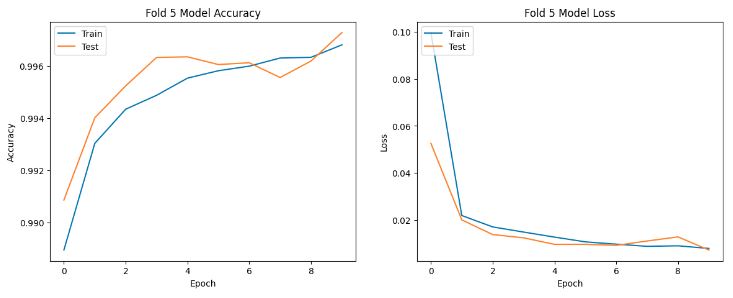 Fold 5 Model Accuracy
Train
Test
0.996
0.994
0.992
0.990
Accuracy
0 2 4 6 8
Epoch
Fold 5 Model Loss
Train
Test
0.10
0.08
0.06
0.04
0.02
Loss
0 2 4 6 8
Epoch